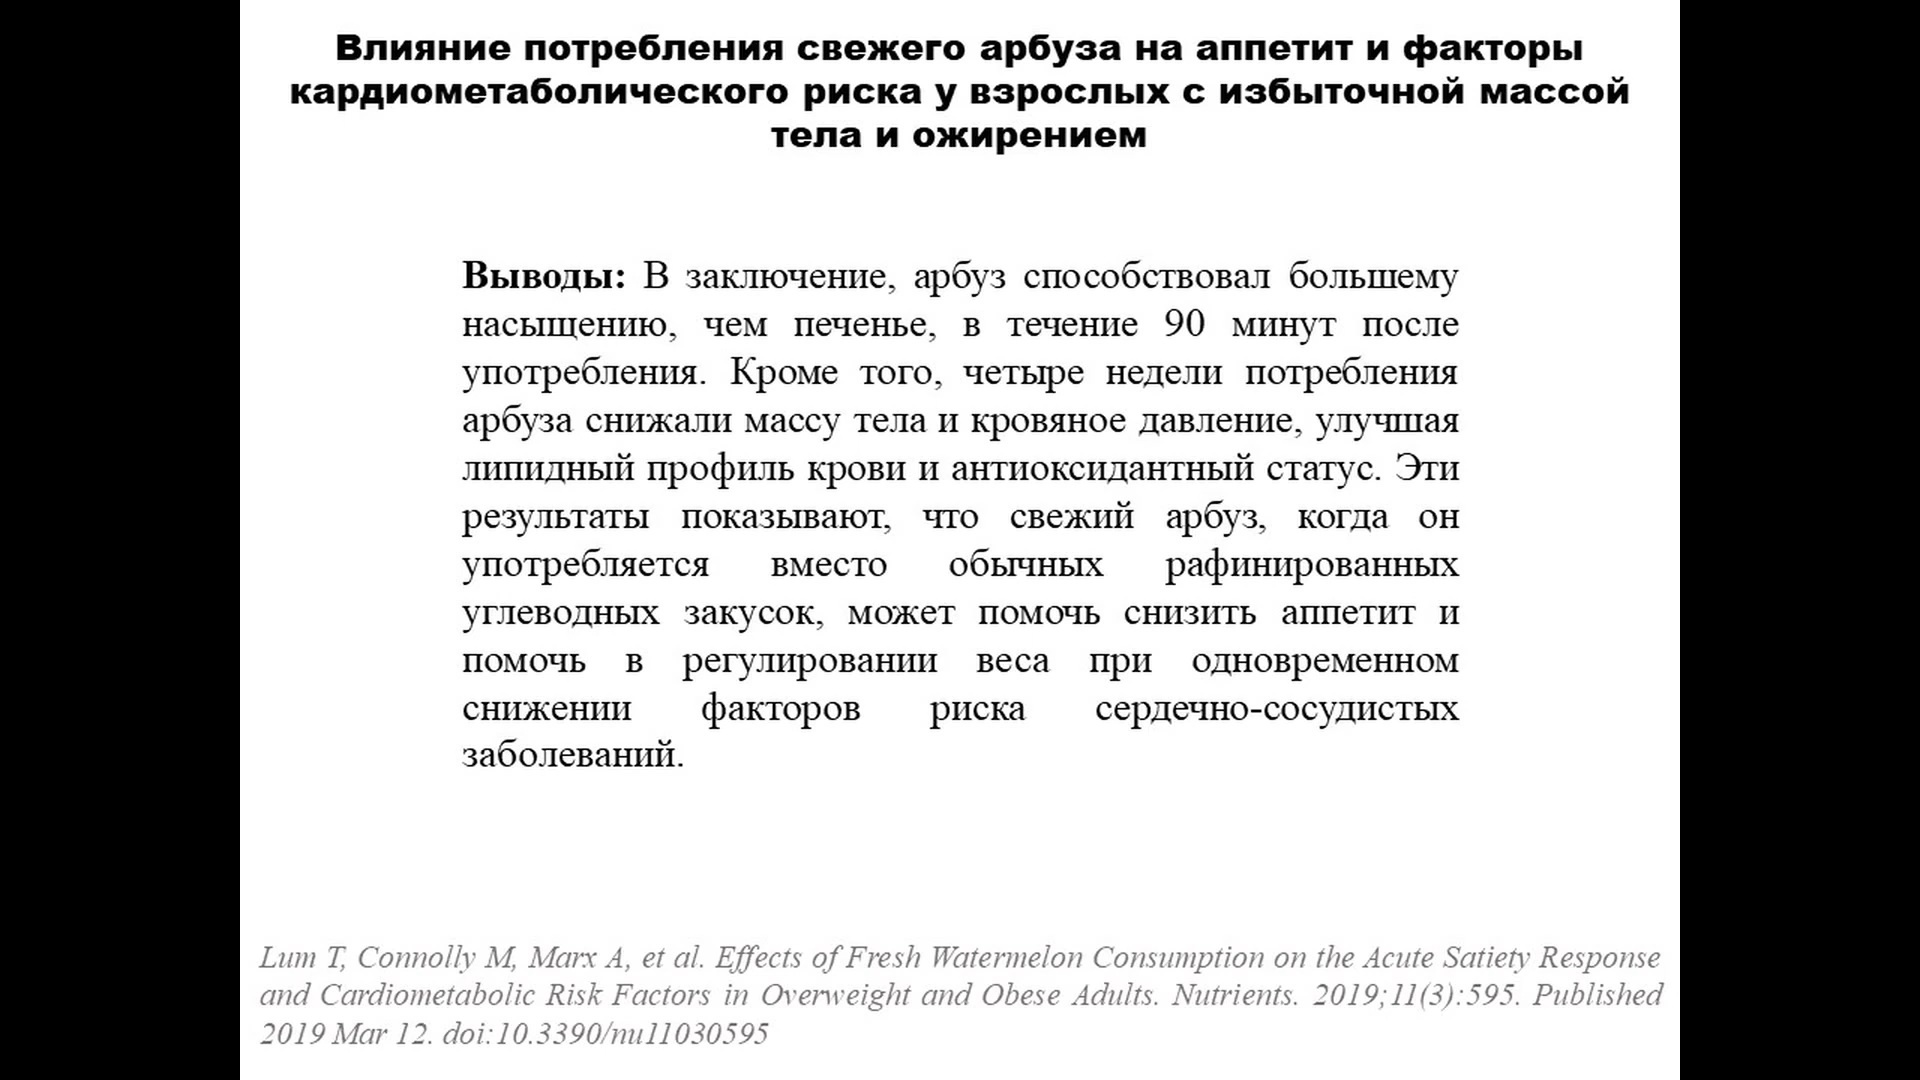 Влияние потребления свежего арбуза на аппетит и факторы
кардиометаболического риска у взрослых с избыточной массой
тела и ожирением
Выводы: В заключение, арбуз способствовал большему
насыщению, чем печенье, в течение 90 минут после
употребления. Кроме того, четыре недели потребления
арбуза снижали массу тела и кровяное давление, улучшая
липидный профиль крови и антиоксидантный статус. Эти
результаты показывают, что свежий арбуз, когда он
употребляется вместо обычных рафинированных
углеводных закусок, может помочь снизить аппетит и
помочь в регулировании веса при одновременном
снижении факторов риска сердечно-сосудистых
заболеваний.
Lum T, Connolly M, Marx A, et al. Effects of Fresh Watermelon Consumption on the Acute Satiety Response
and Cardiometabolic Risk Factors in Overweight and Obese Adults. Nutrients. 2019;11(3):595. Published
2019 Mar 12. doi:10.3390/nu11030595